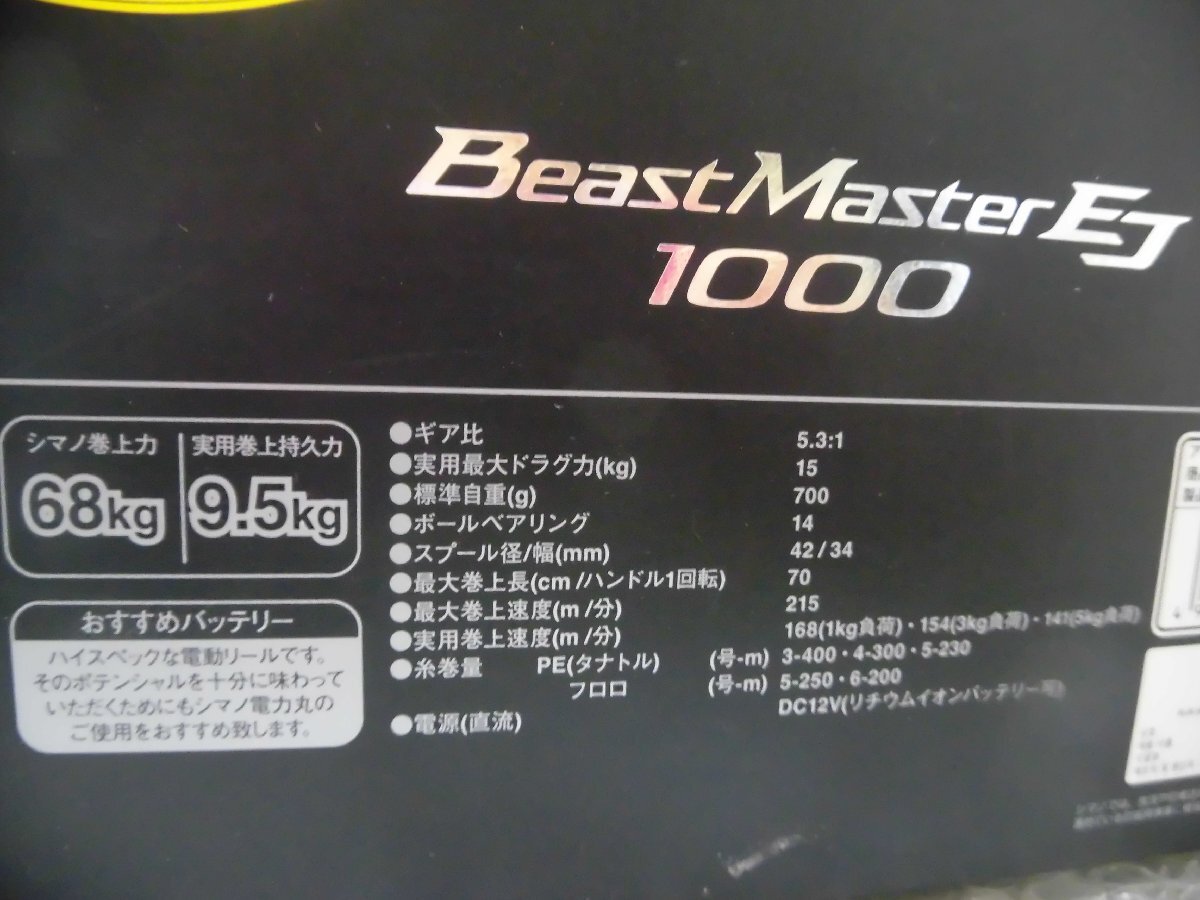 BeastMaster EJ
1000
シマノ巻上力
68kg
実用巻上持久力
9.5kg
おすすめバッテリー
ハイスペックな電動リールです。
そのポテンシャルを十分に味わって
いただくためにもシマノ電力丸の
ご使用をおすすめ致します。
●ギア比 5.3:1
●実用最大ドラグ力(kg) 15
●標準自重(g) 700
●ボールベアリング 14
●スプール径/幅(mm) 42/34
●最大巻上長(cm/ハンドル1回転) 70
●最大巻上速度(m/分) 215
●実用巻上速度(m/分) 168(1kg負荷)・154(3kg負荷)・141(5kg負荷)
●糸巻量 PE(タナトル) (号-m) 3-400・4-300・5-230
フロロ (号-m) 5-250・6-200
●電源(直流) DC12V(リチウムイオンバッテリー可)